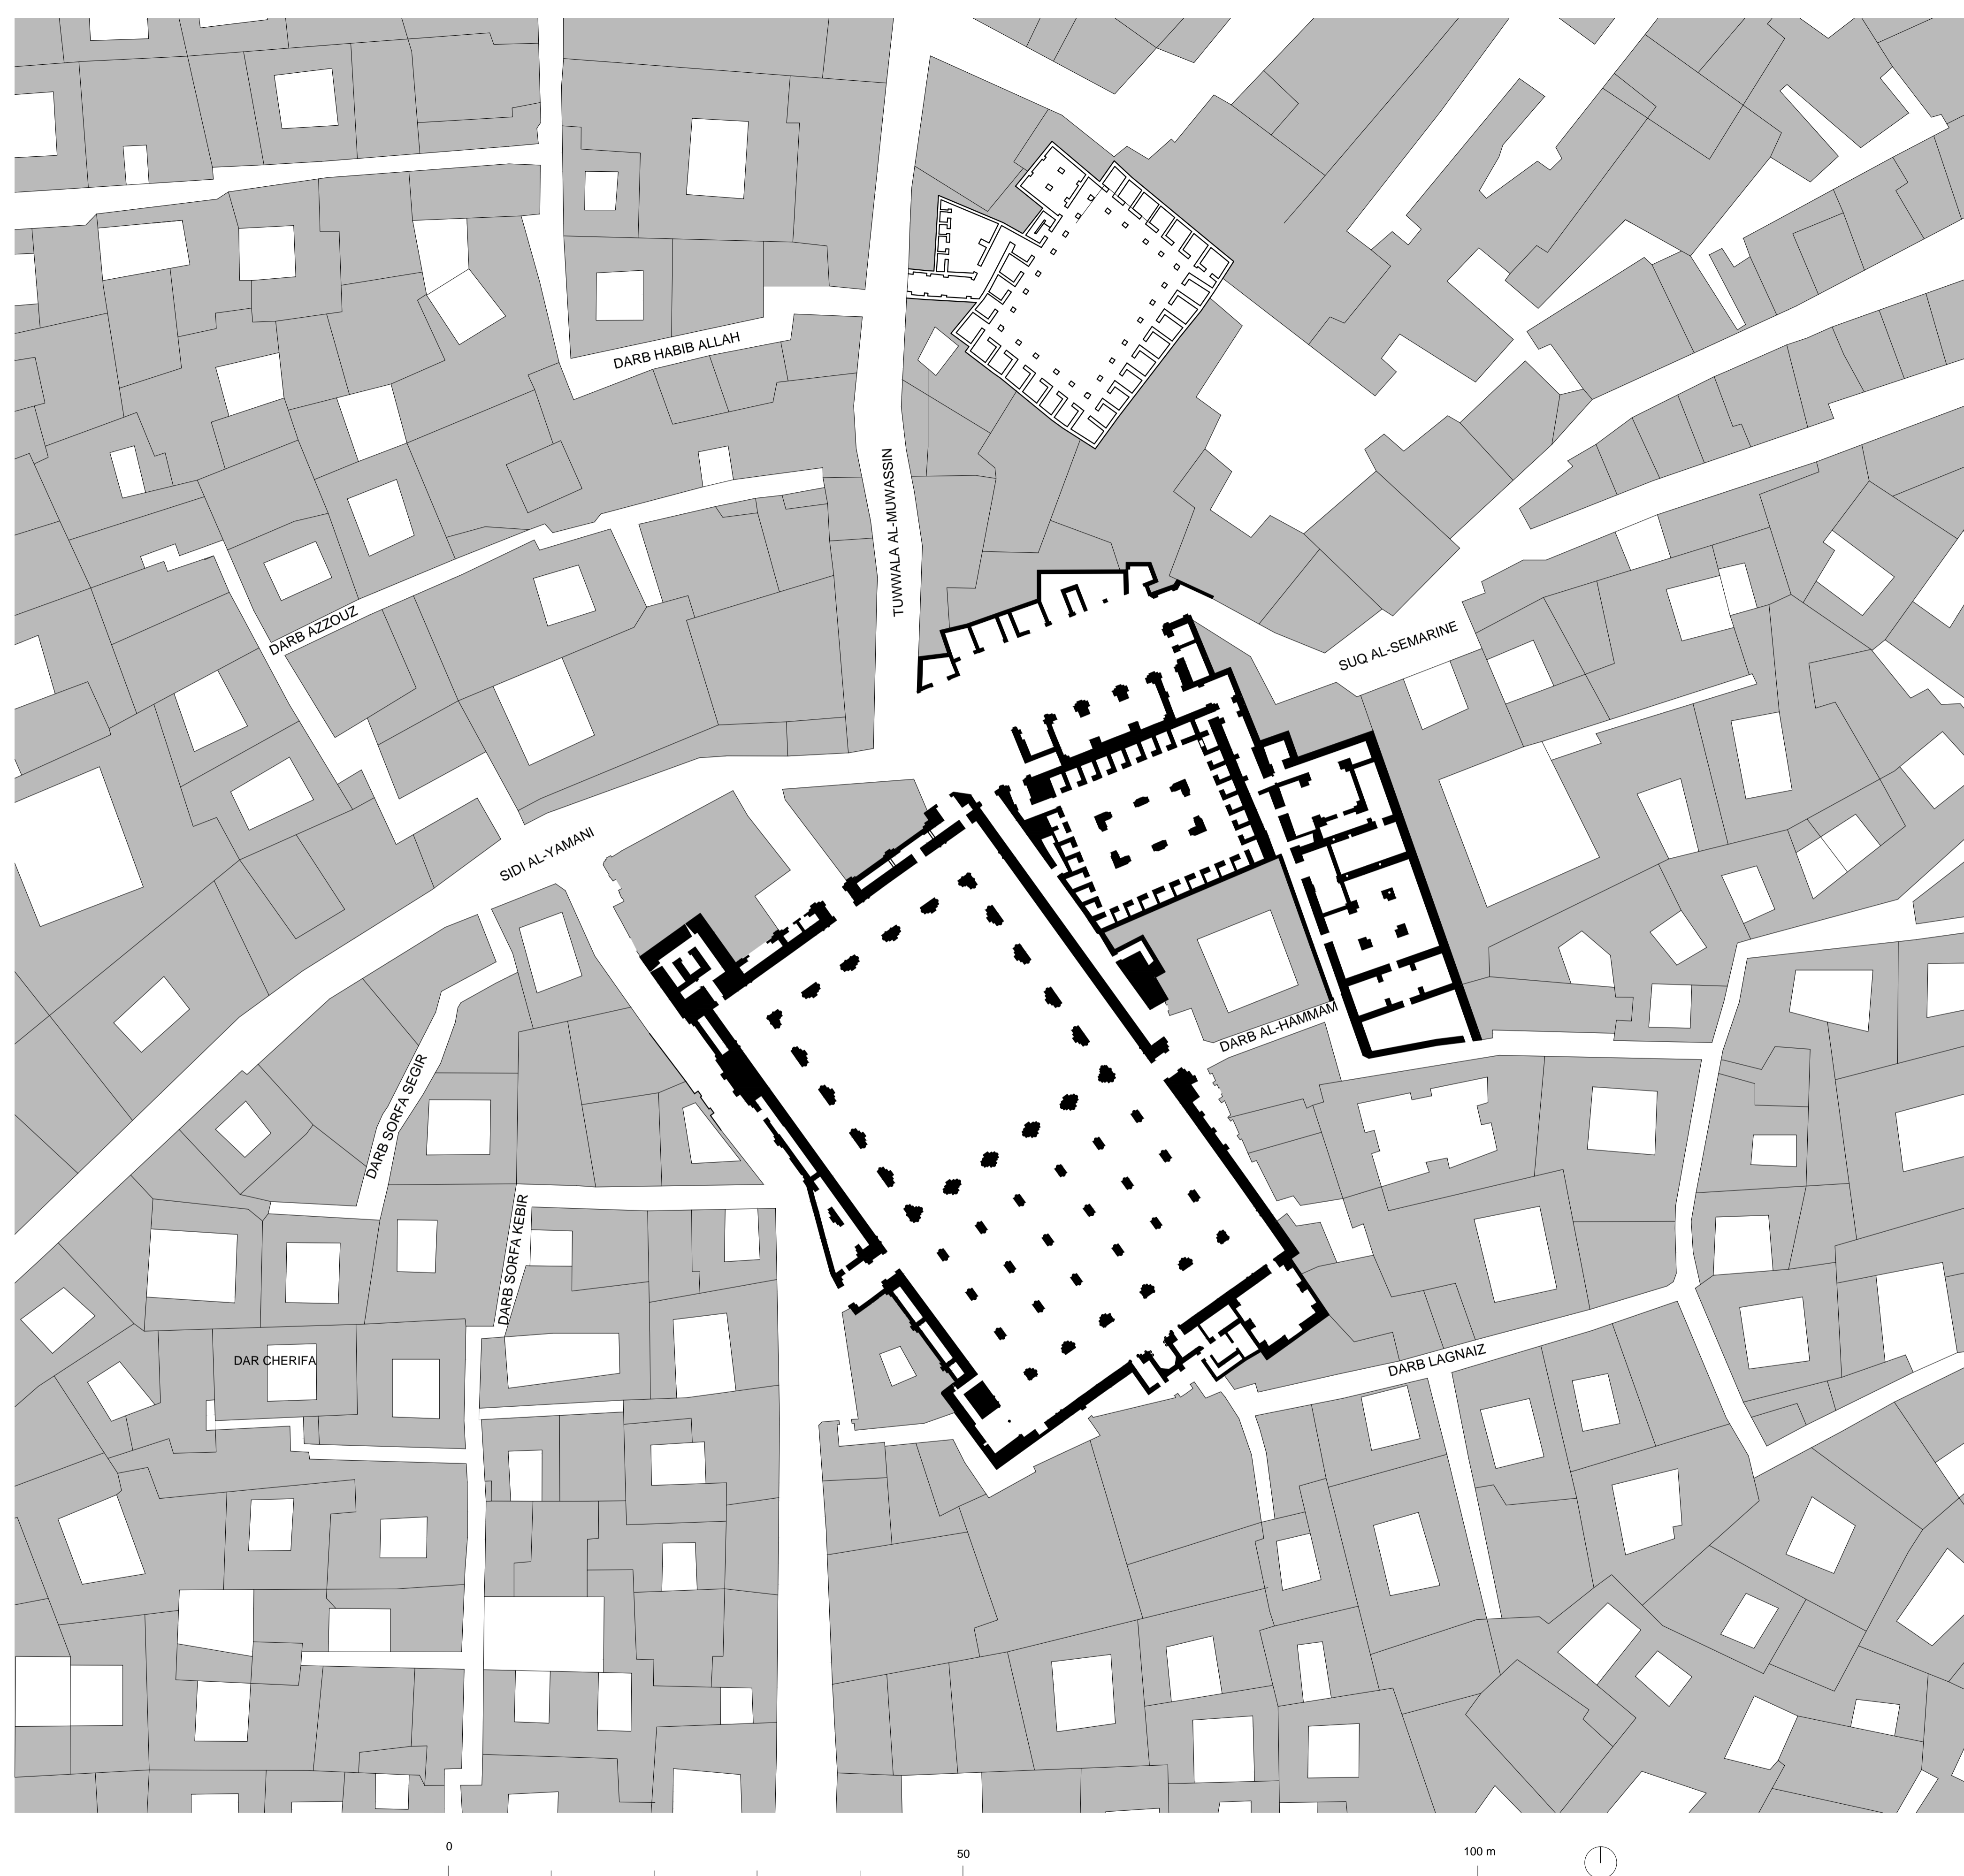 DARB HABIB ALLAH
TUWWALA AL-MUWASSIN
DARB AZZOUZ
SUQ AL-SEMARINE
SIDI AL-YAMANI
DARB AL-HAMMAM
DARB SORFA SEGIR
DARB SORFA KEBIR
DAR CHERIFA
DARB LAGNAIZ
0
50
100 m